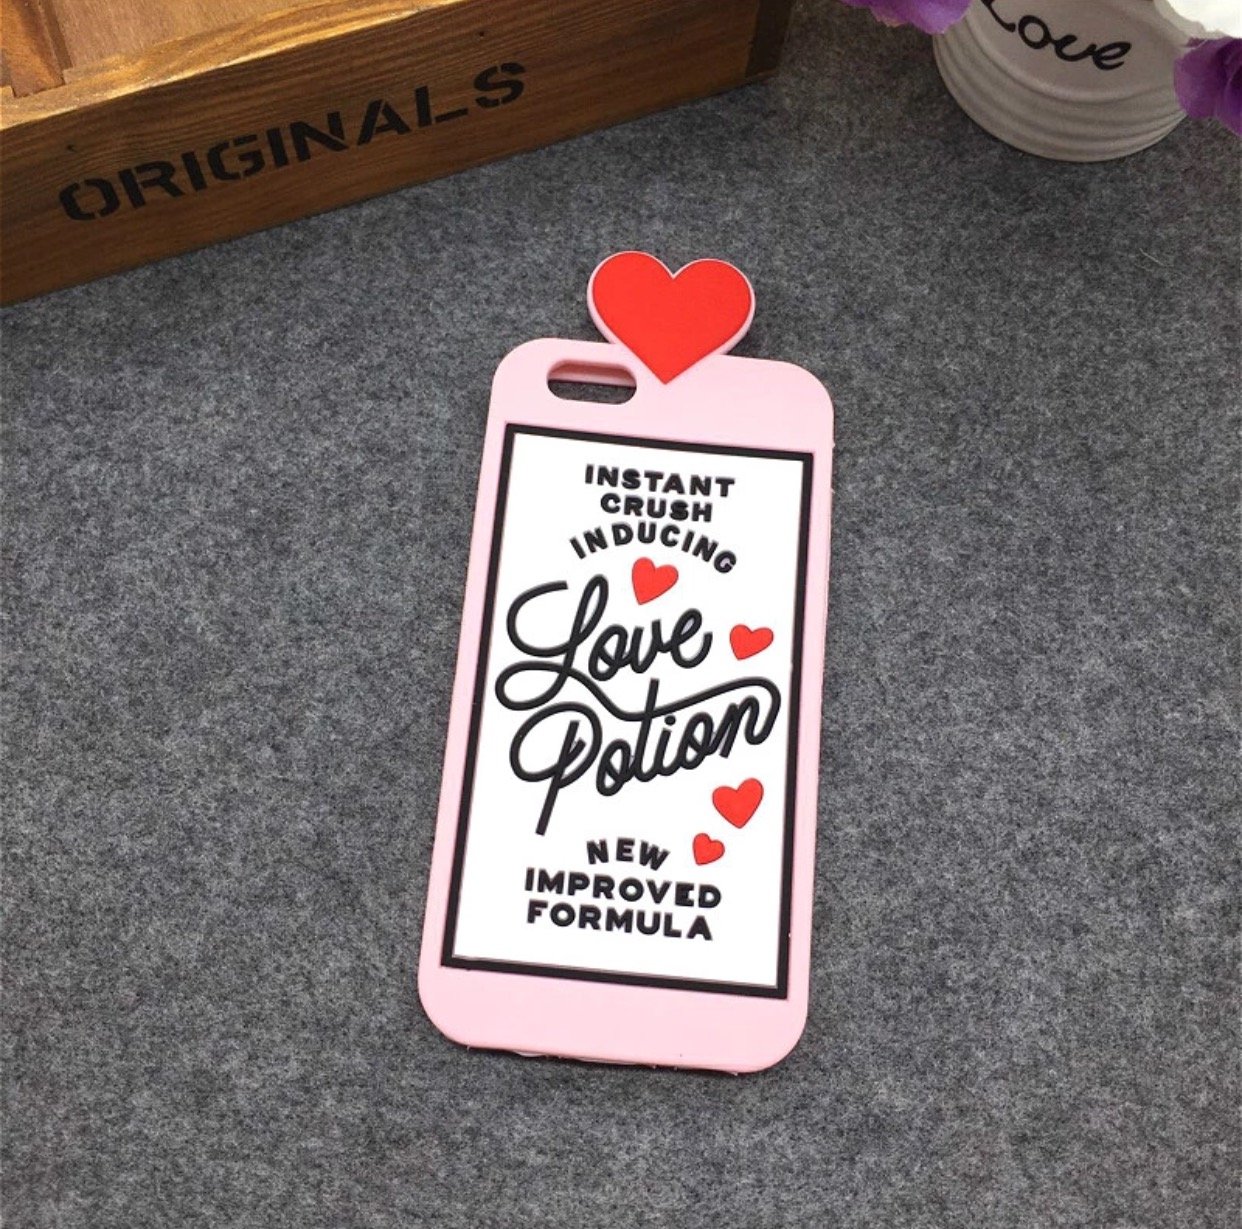 ORIGINALS
Love
INSTANT
CRUSH
INDUCING
Love
Potion
NEW
IMPROVED
FORMULA